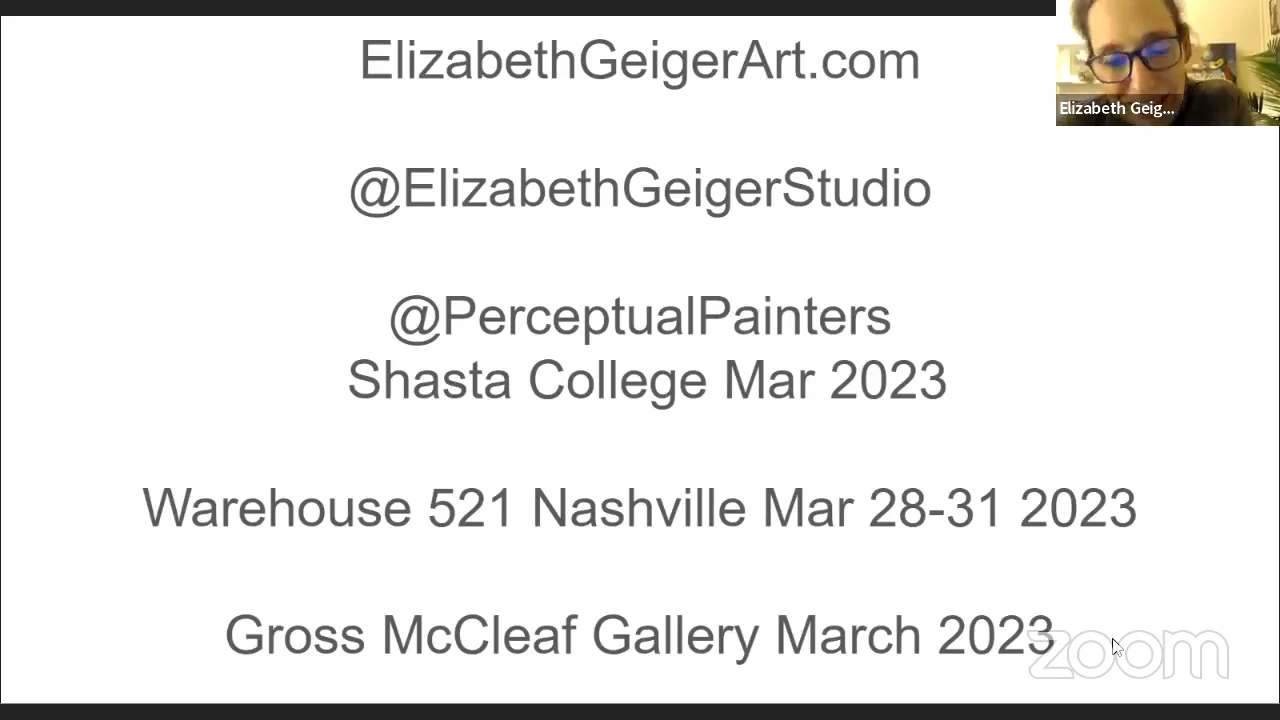 ElizabethGeigerArt.com
Elizabeth Geig...
@ElizabethGeigerStudio
@PerceptualPainters
Shasta College Mar 2023
Warehouse 521 Nashville Mar 28-31 2023
Gross McCleaf Gallery March 2023
zoom